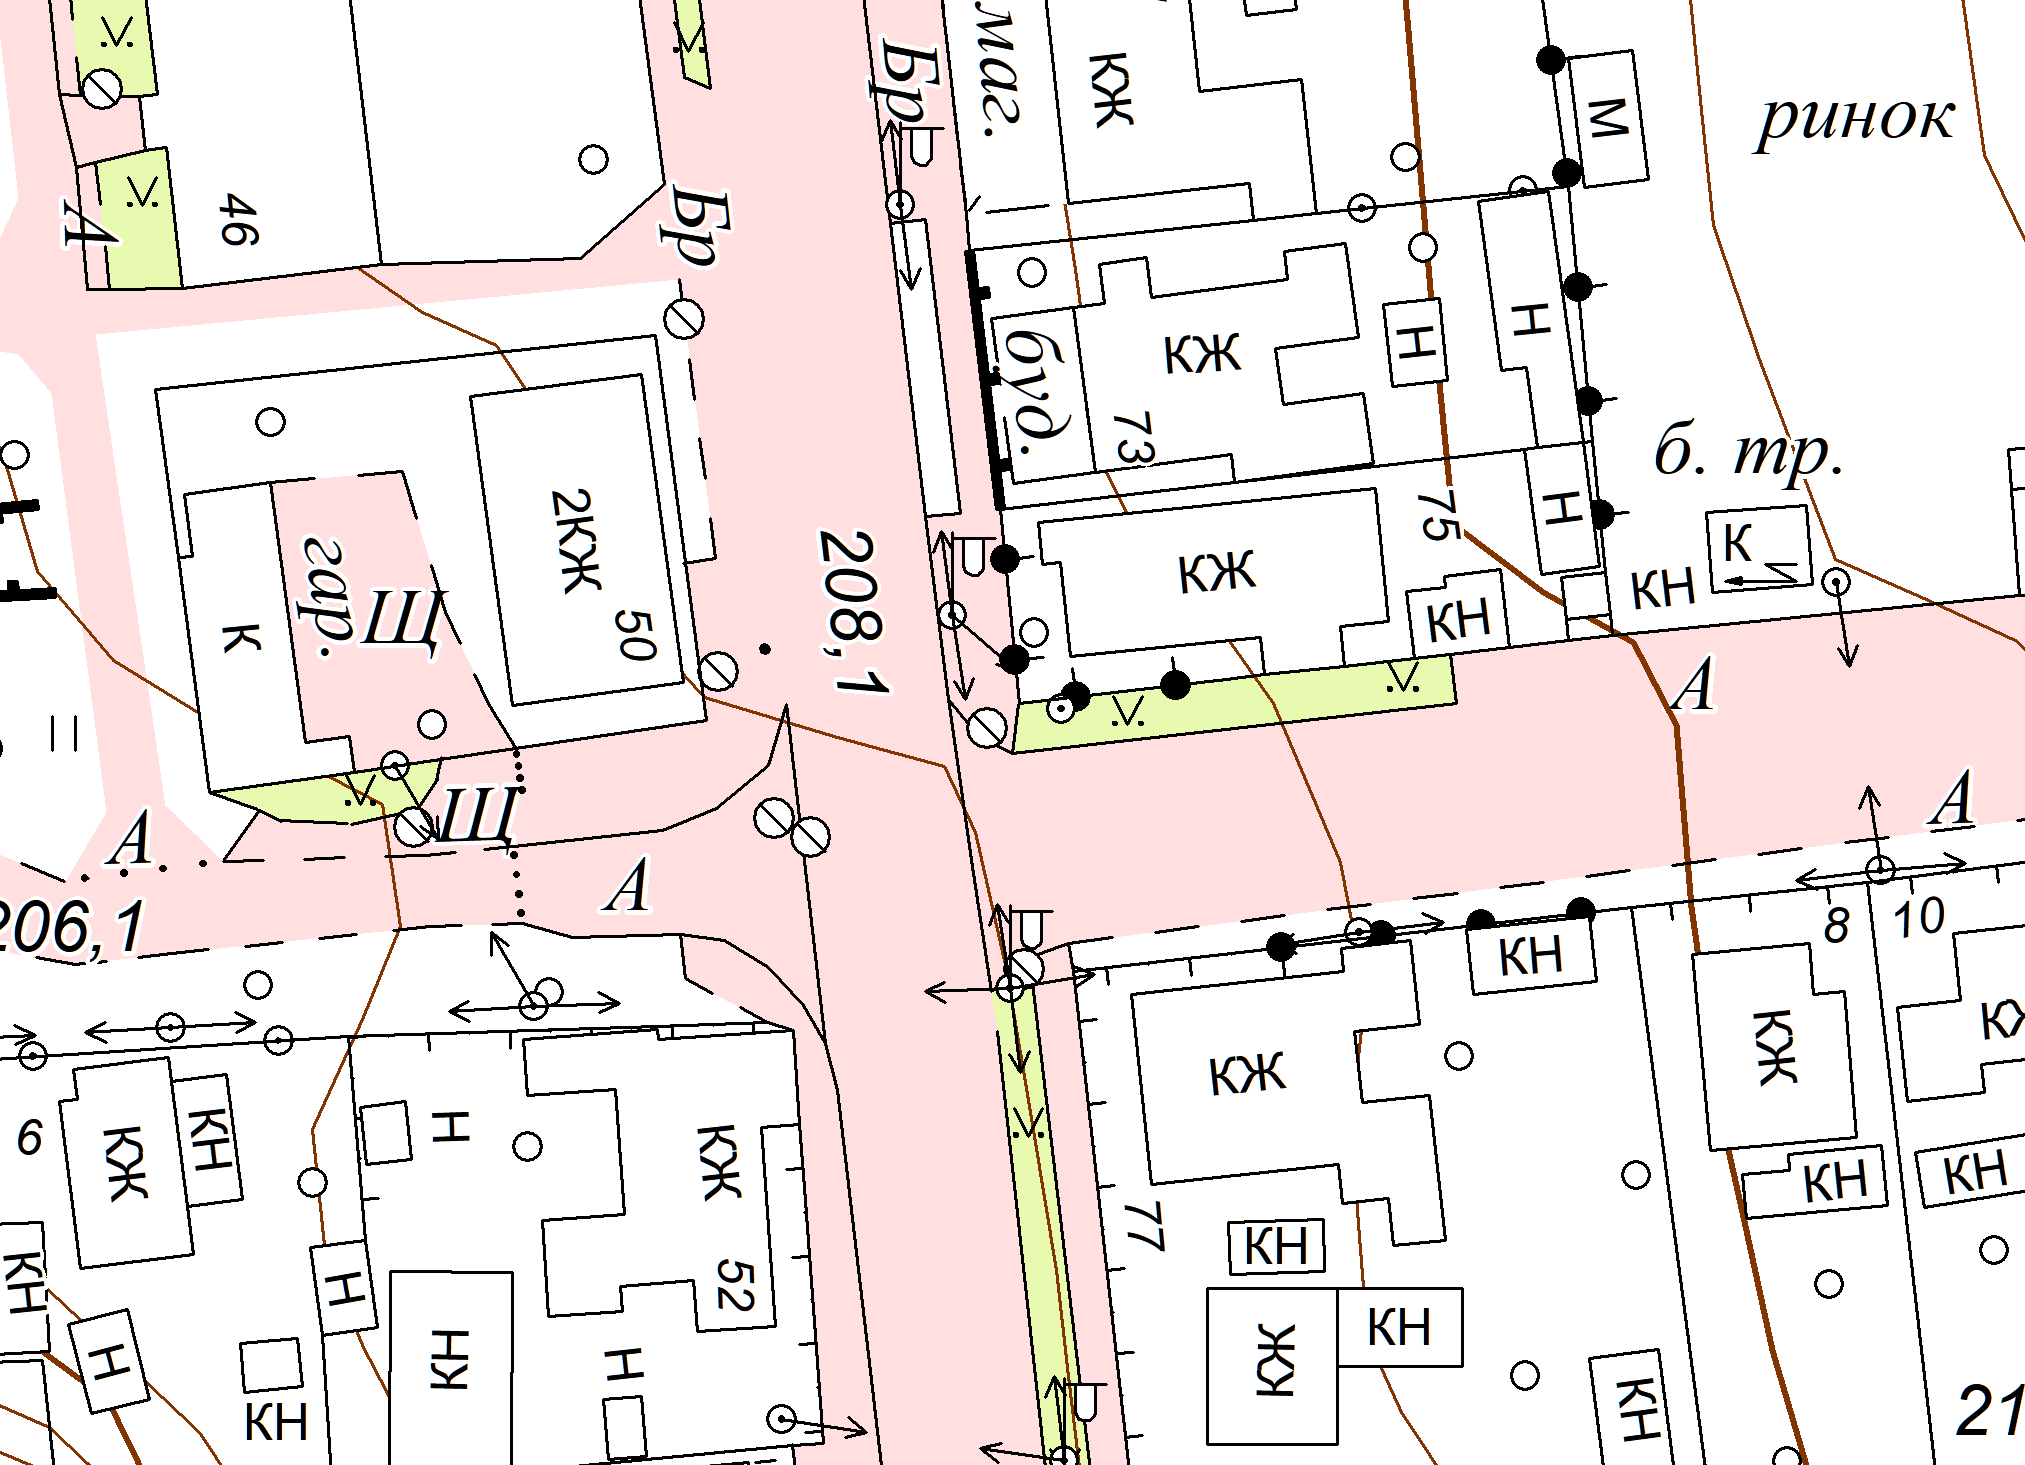 Бр
маг.
КЖ
М
ринок
А
46
Бр
буд.
КЖ
Н
Н
73
75
Н
б. тр.
К
КН
2КЖ
гар.
Щ
К
50
208,1
КЖ
КН
А
А
Щ
А
А
206,1
8
10
КН
КЖ
КЖ
6
КЖ
КН
Н
КЖ
КН
КН
77
КН
КН
Н
Н
52
КН
КЖ
КН
Н
КН
Н
КН
21